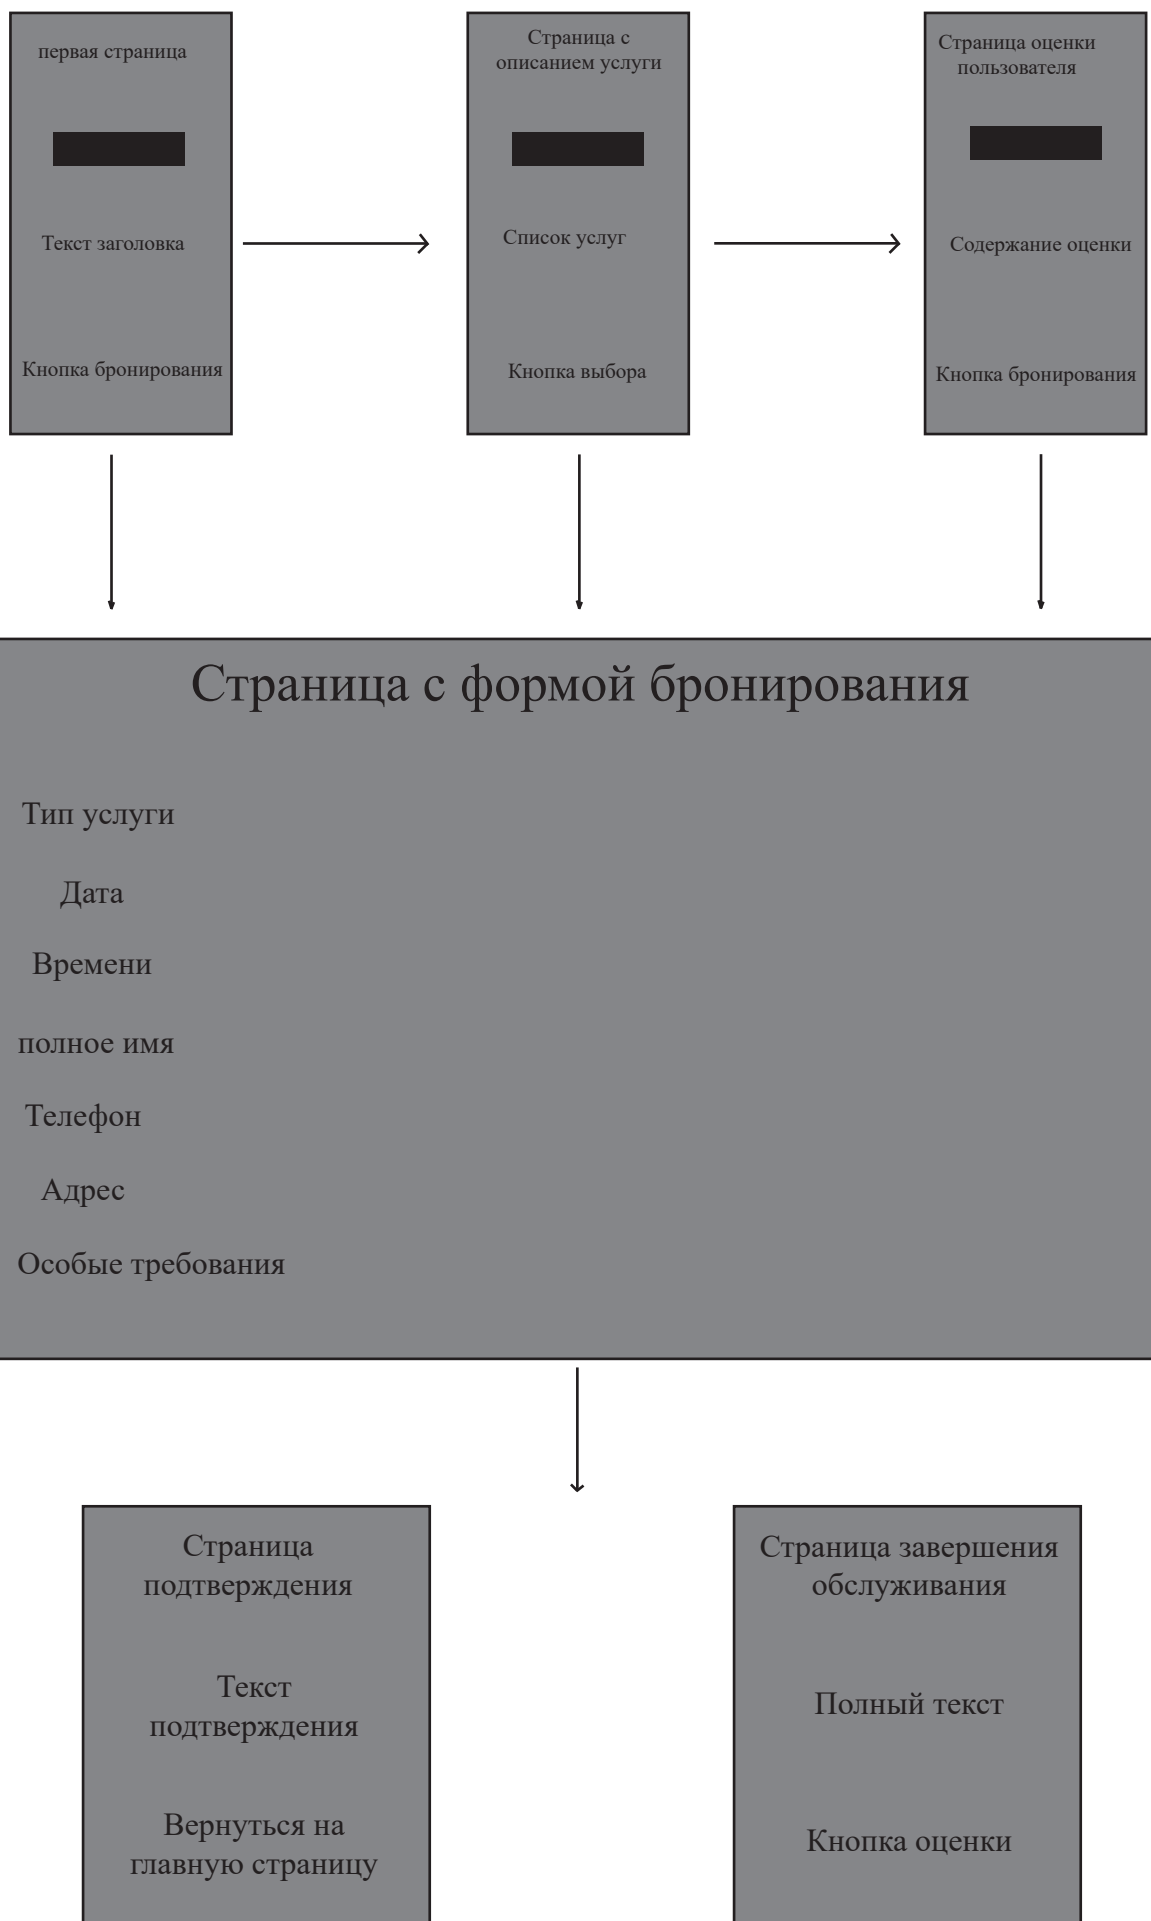 первая страница
Текст заголовка
Кнопка бронирования
Страница с
описанием услуги
Список услуг
Кнопка выбора
Страница оценки
пользователя
Содержание оценки
Кнопка бронирования
Страница с формой бронирования
Тип услуги
Дата
Времени
полное имя
Телефон
Адрес
Особые требования
Страница
подтверждения
Текст
подтверждения
Вернуться на
главную страницу
Страница завершения
обслуживания
Полный текст
Кнопка оценки